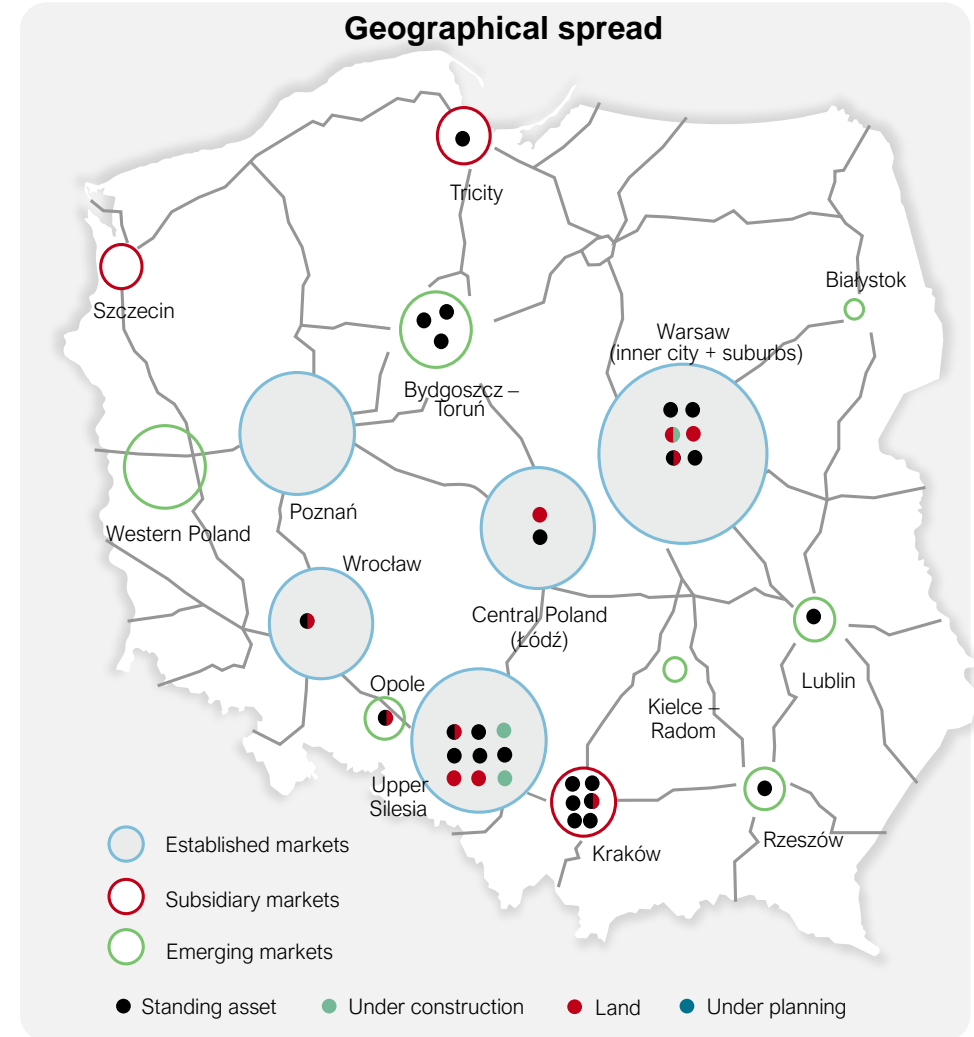 Geographical spread
Tricity
Szczecin
Białystok
Warsaw
(inner city + suburbs)
Bydgoszcz –
Toruń
Poznań
Western Poland
Wrocław
Central Poland
(Łódź)
Lublin
Opole
Kielce –
Radom
Upper
Silesia
Kraków
Rzeszów
Established markets
Subsidiary markets
Emerging markets
Standing asset
Under construction
Land
Under planning